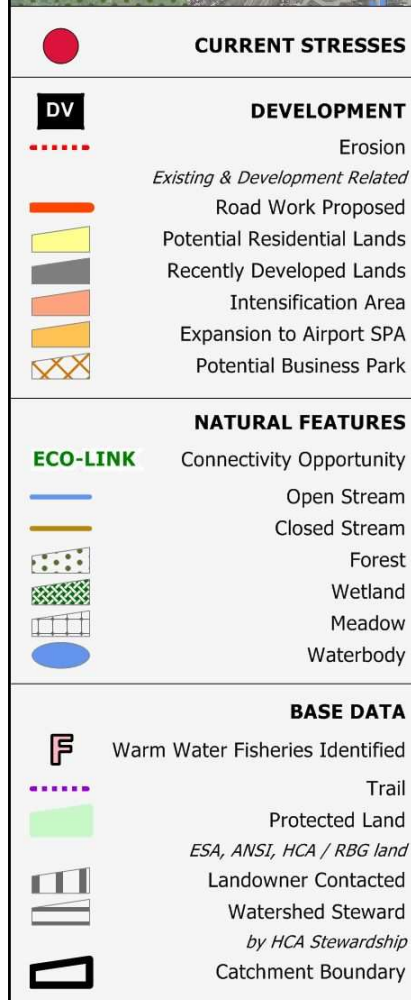 CURRENT STRESSES
DV DEVELOPMENT
Erosion
Existing & Development Related
Road Work Proposed
Potential Residential Lands
Recently Developed Lands
Intensification Area
Expansion to Airport SPA
Potential Business Park
NATURAL FEATURES
ECO-LINK Connectivity Opportunity
Open Stream
Closed Stream
Forest
Wetland
Meadow
Waterbody
BASE DATA
F Warm Water Fisheries Identified
Trail
Protected Land
ESA, ANSI, HCA / RBG land
Landowner Contacted
Watershed Steward
by HCA Stewardship
Catchment Boundary